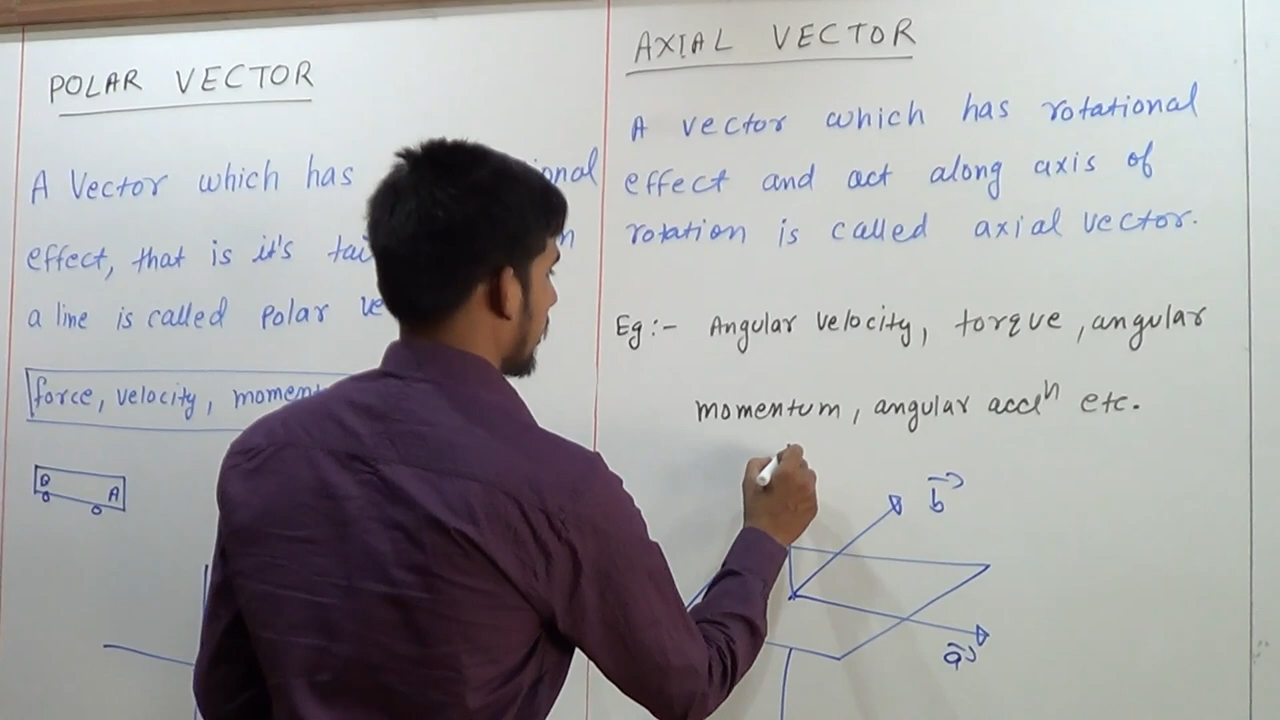 POLAR VECTOR
A Vector which has
effect, that is it's
a line is called Polar
force, velocity,
B A
AXIAL VECTOR
A vector which has rotational
effect and act along axis of
rotation is called axial vector.
Eg:- Angular velocity, torque, angular
momentum, angular accⁿ etc.
b
a